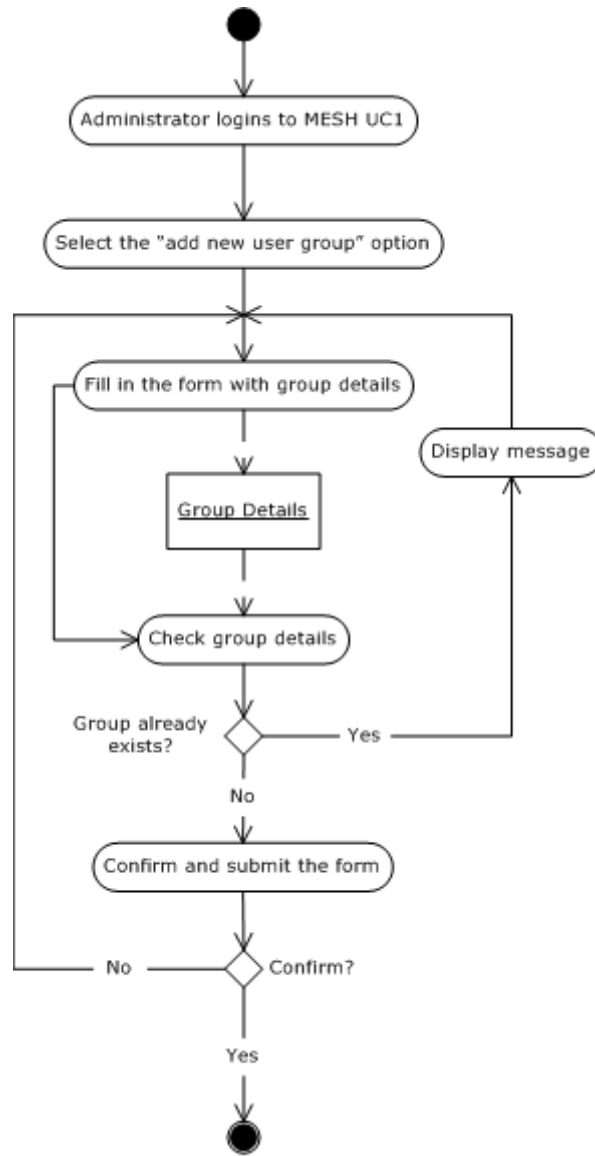 Administrator logins to MESH UC1
Select the “add new user group” option
Fill in the form with group details
Display message
Group Details
Check group details
Group already
exists?
Yes
No
Confirm and submit the form
No
Confirm?
Yes